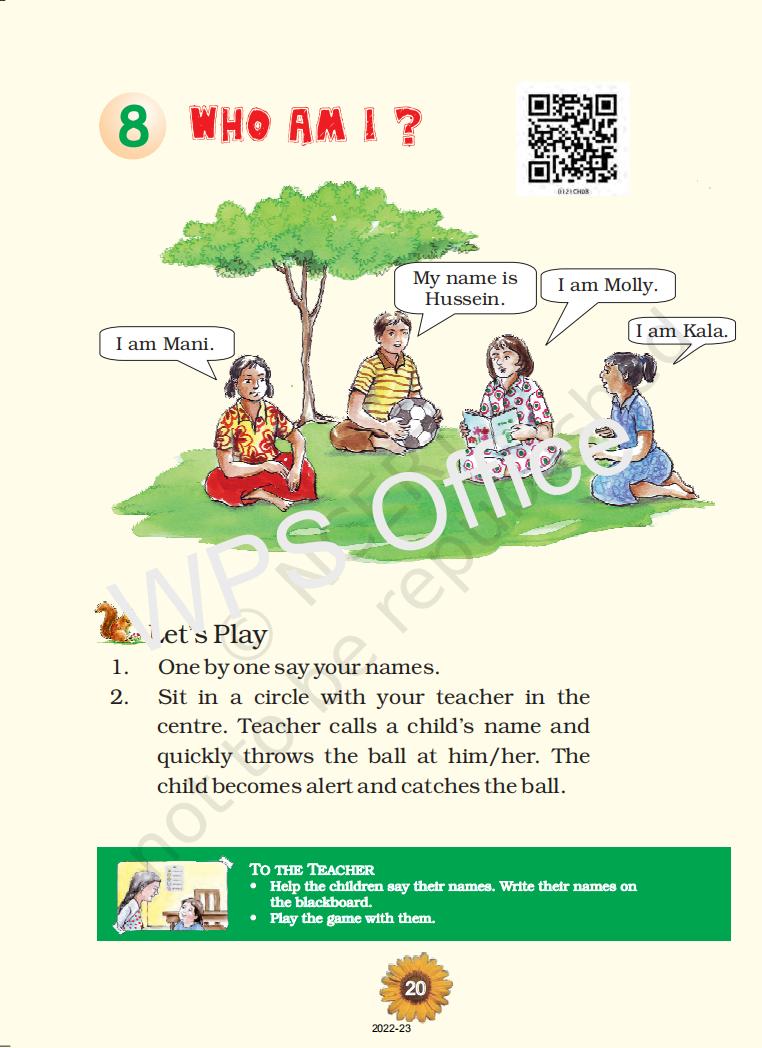 8 WHO AM I ?
0121CH08
My name is
Hussein.
I am Molly.
I am Kala.
I am Mani.
Let's Play
1. One by one say your names.
2. Sit in a circle with your teacher in the
centre. Teacher calls a child's name and
quickly throws the ball at him/her. The
child becomes alert and catches the ball.
© NCERT
not to be republished
WPS Office
TO THE TEACHER
• Help the children say their names. Write their names on
the blackboard.
• Play the game with them.
20
2022-23